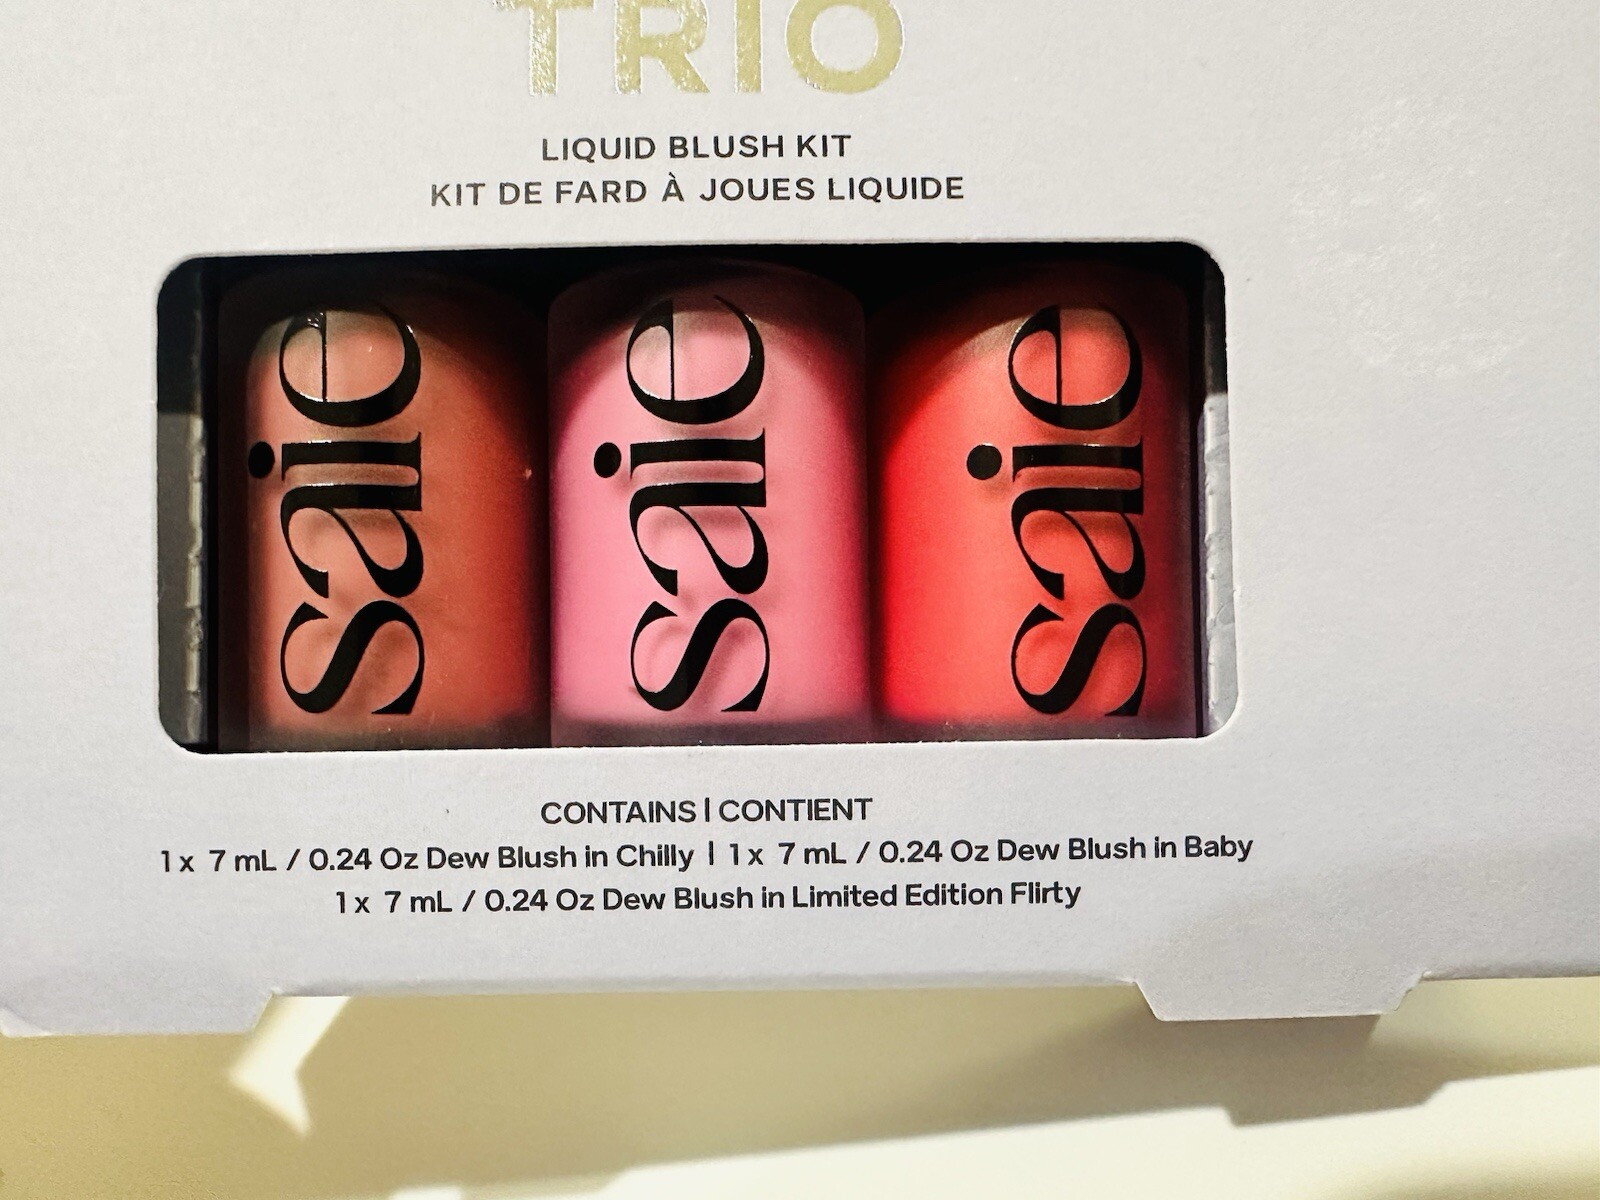 TRIO
LIQUID BLUSH KIT
KIT DE FARD À JOUES LIQUIDE
saie
saie
saie
CONTAINS | CONTIENT
1 x 7 mL / 0.24 Oz Dew Blush in Chilly | 1 x 7 mL / 0.24 Oz Dew Blush in Baby
1 x 7 mL / 0.24 Oz Dew Blush in Limited Edition Flirty